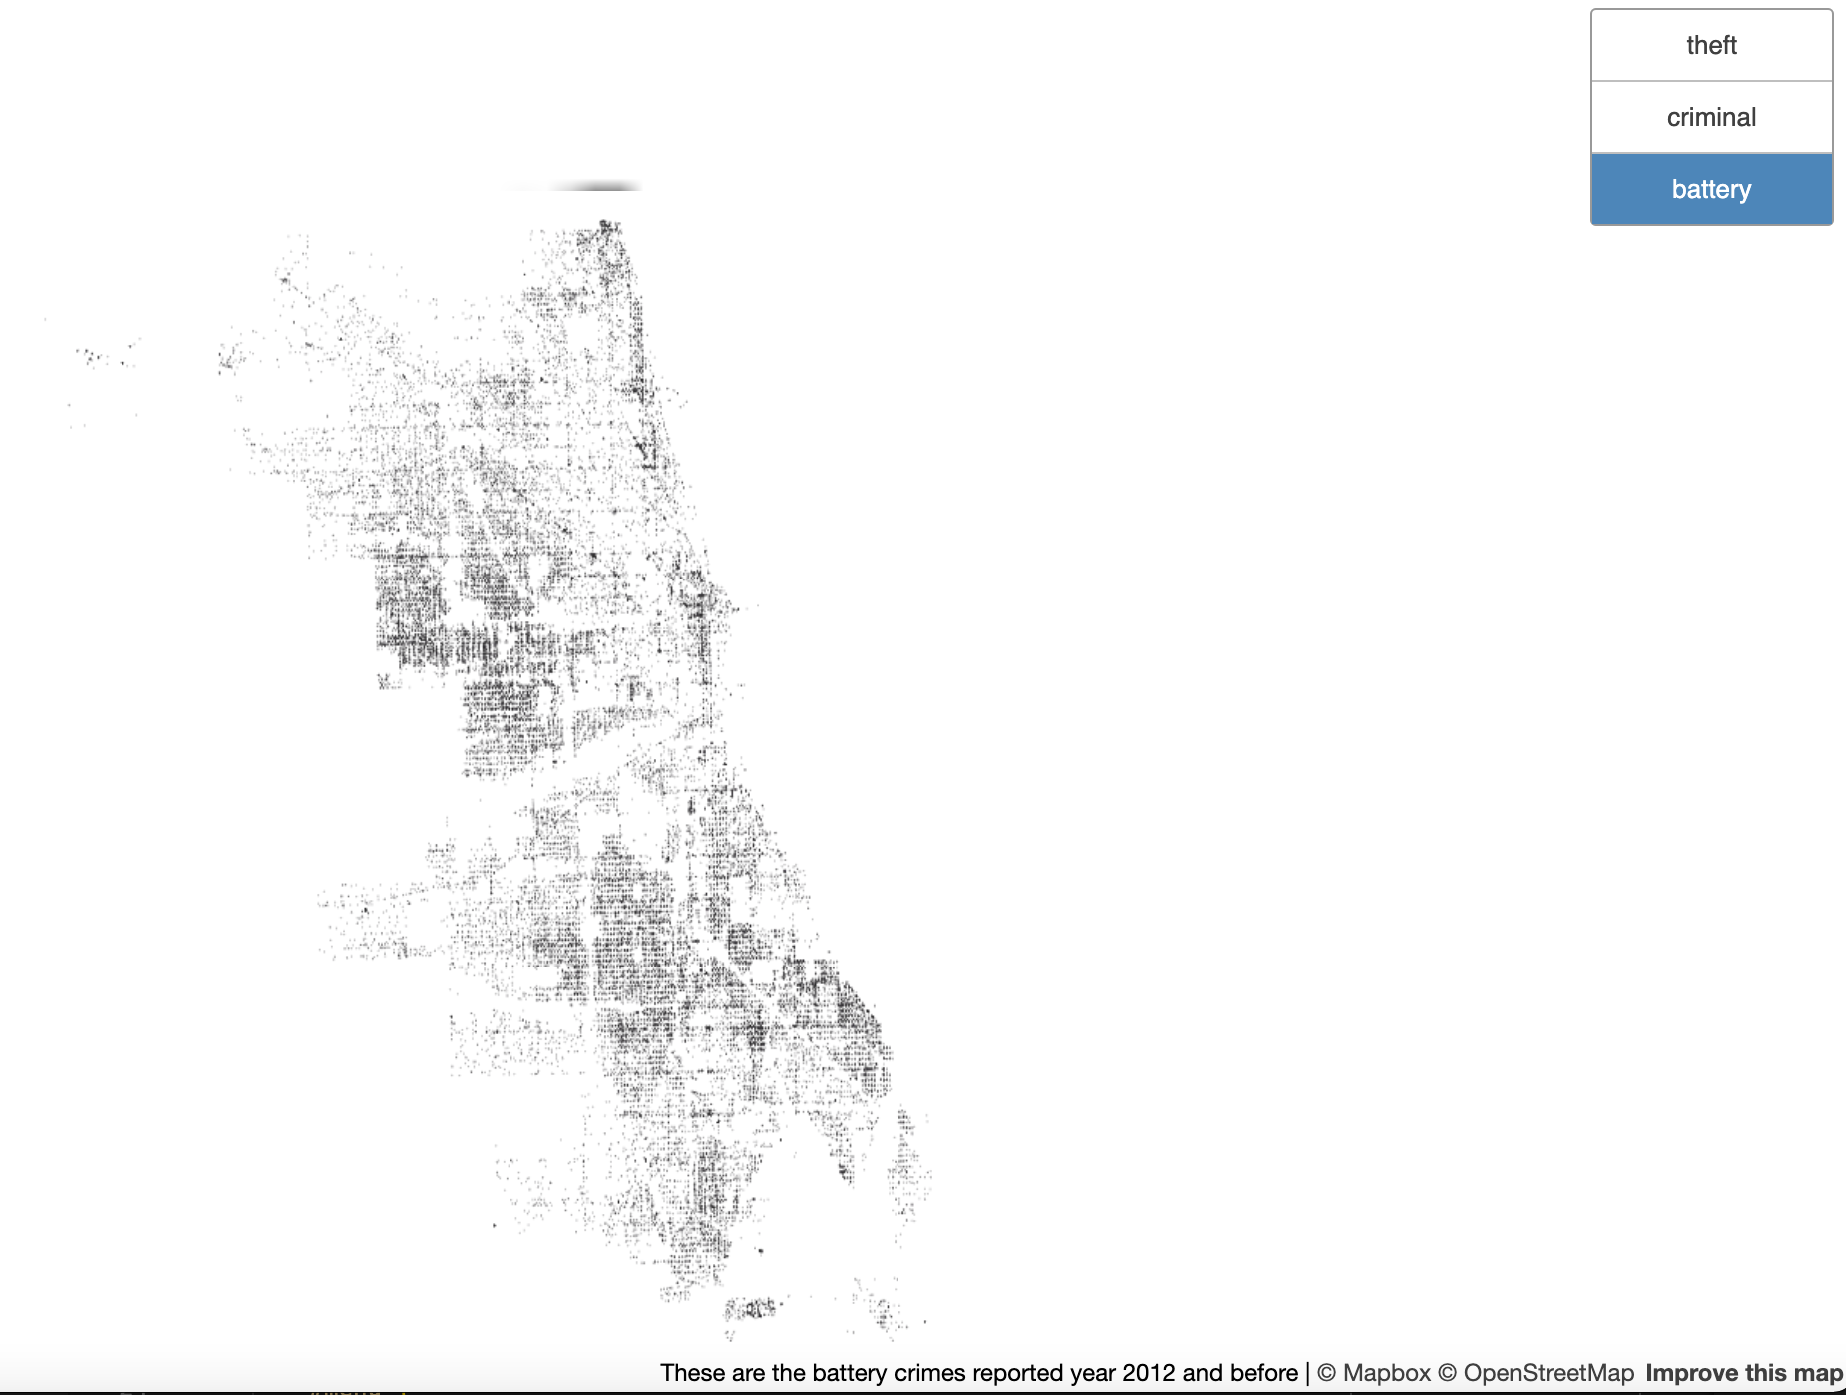 theft
criminal
battery
These are the battery crimes reported year 2012 and before | © Mapbox © OpenStreetMap Improve this map